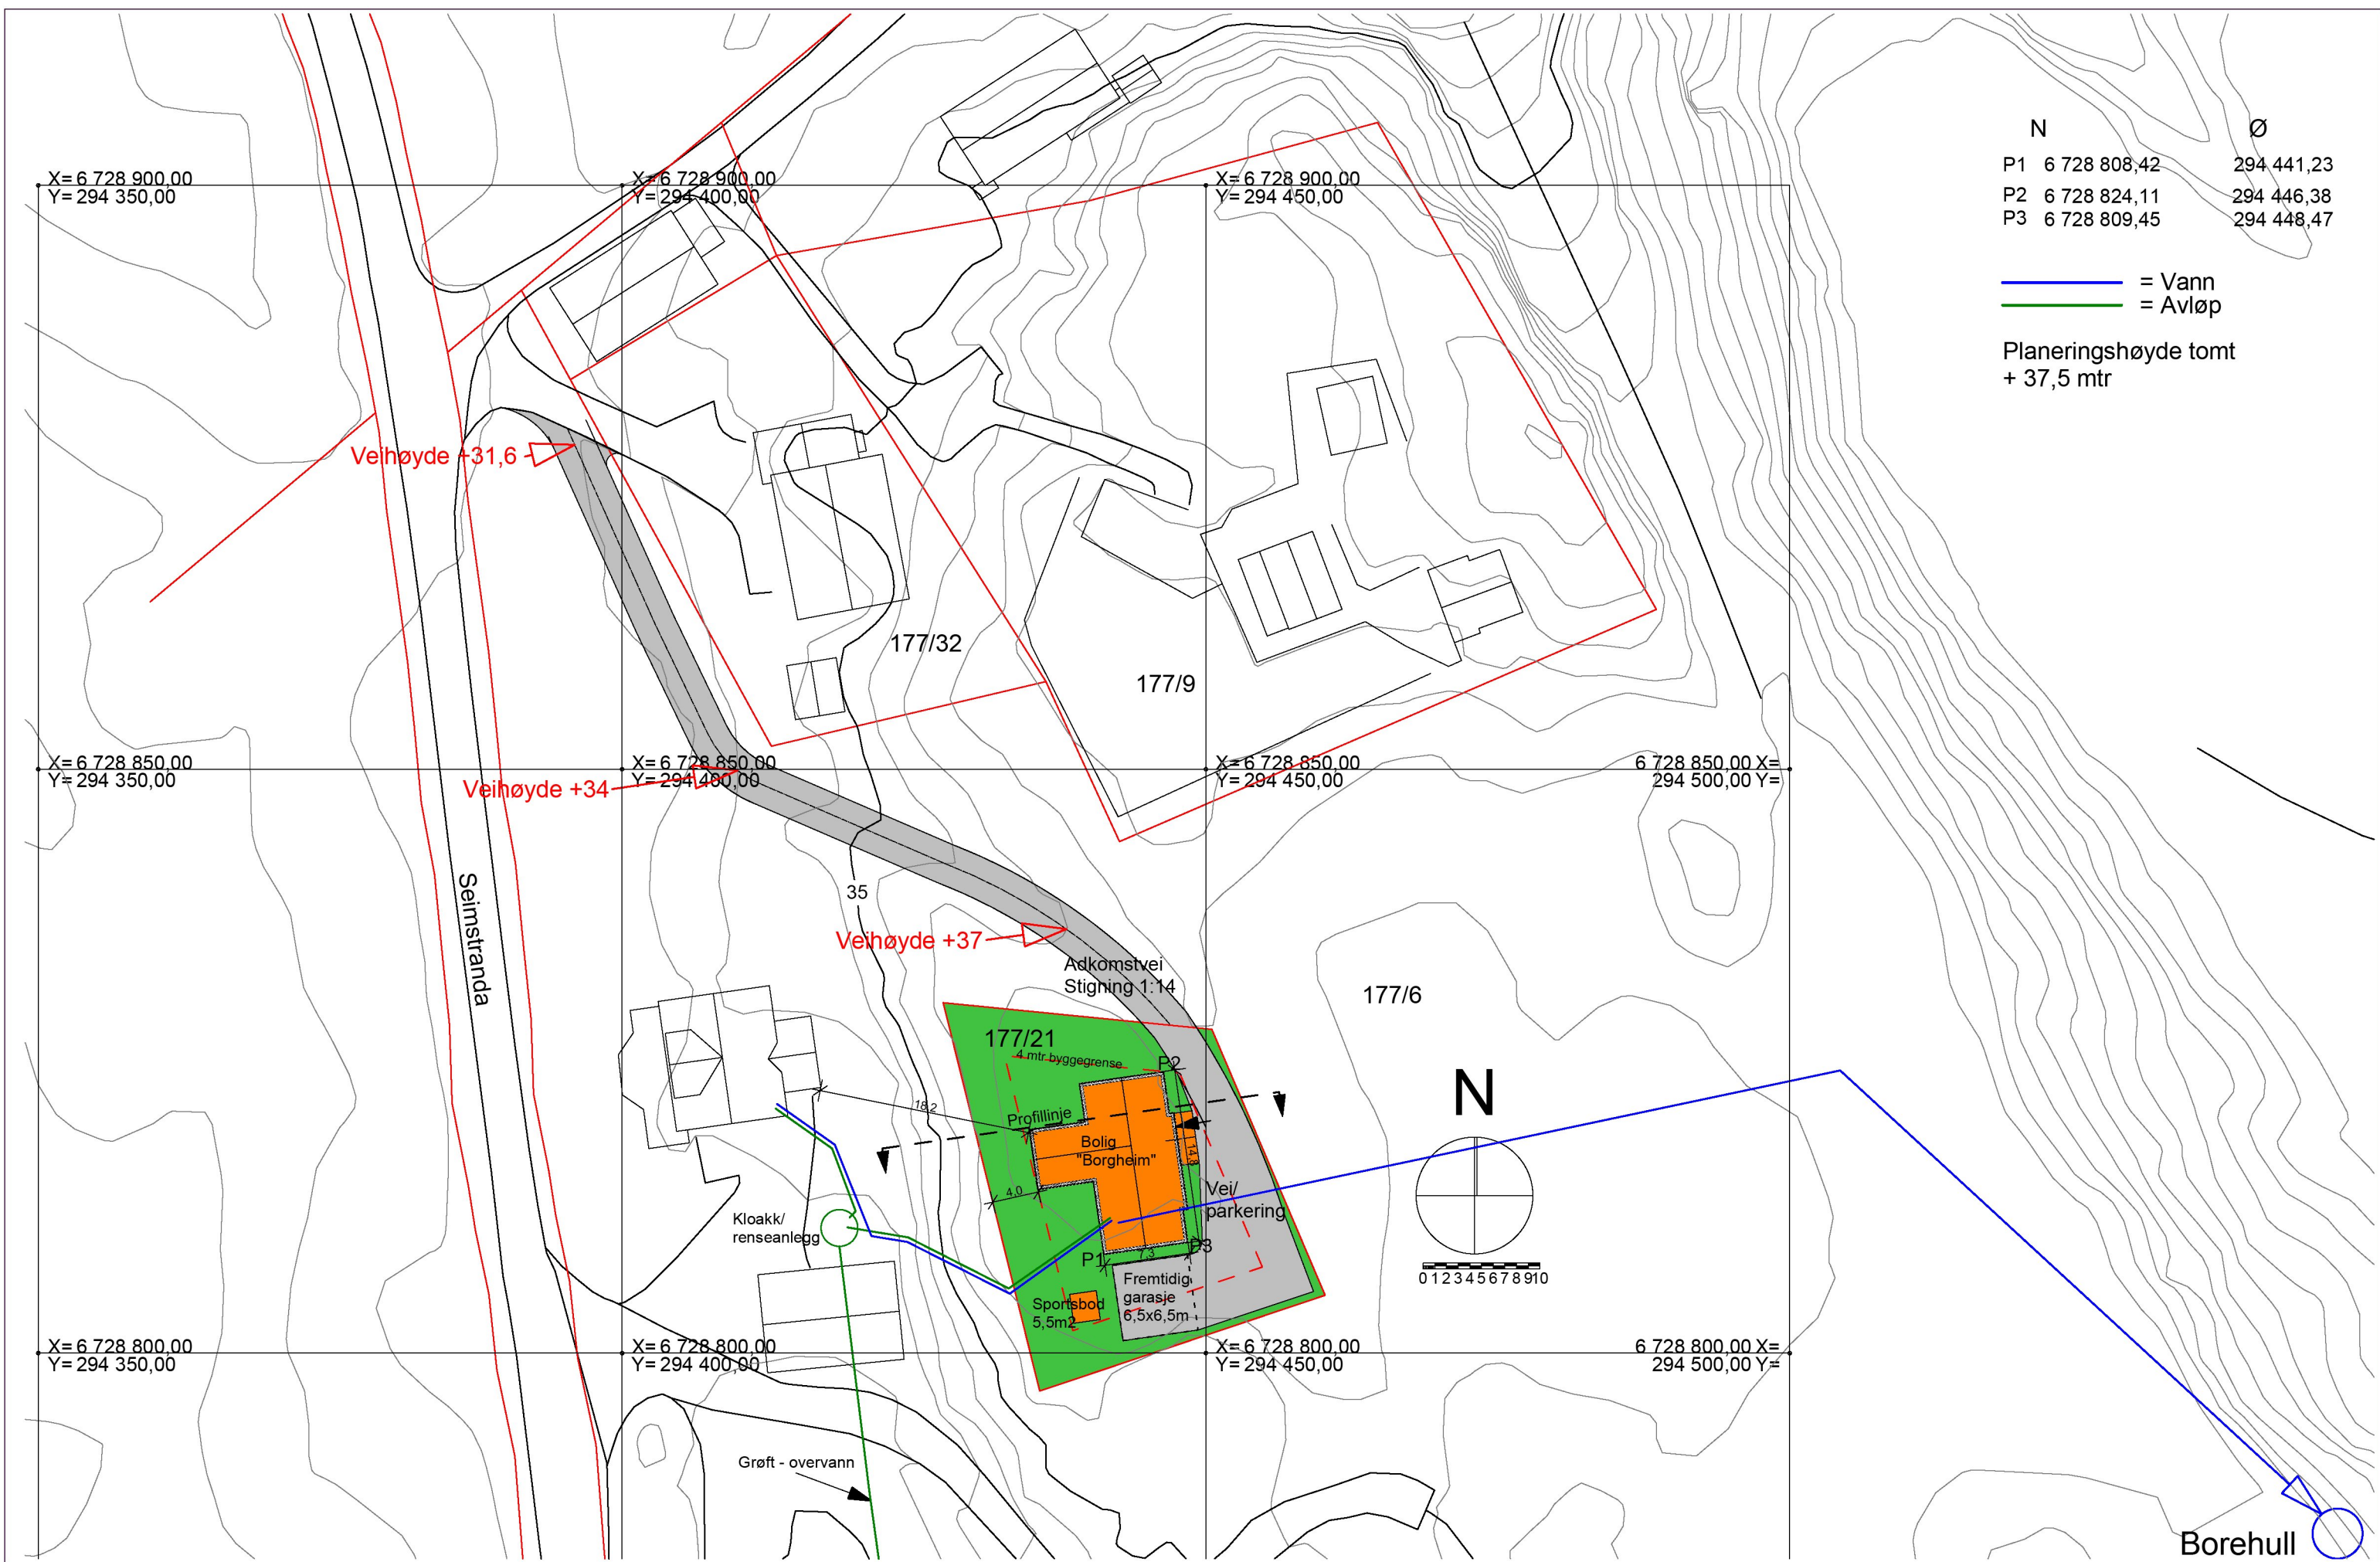 N Ø
P1 6 728 808,42 294 441,23
P2 6 728 824,11 294 446,38
P3 6 728 809,45 294 448,47
= Vann
= Avløp
Planeringshøyde tomt
+ 37,5 mtr
X= 6 728 900,00
Y= 294 350,00
X= 6 728 900,00
Y= 294 400,00
X= 6 728 900,00
Y= 294 450,00
Veihøyde +31,6
177/32
177/9
X= 6 728 850,00
Y= 294 350,00
X= 6 728 850,00
Y= 294 400,00
X= 6 728 850,00
Y= 294 450,00
6 728 850,00 X=
294 500,00 Y=
Veihøyde +34
35
Seimstranda
Veihøyde +37
Adkomstvei
Stigning 1:14
177/6
177/21
4 mtr byggegrense
P2
N
18,2
Profillinje
Bolig
"Borgheim"
14,8
4,0
Vei/
parkering
Kloakk/
renseanlegg
P1
7,3
P3
0 1 2 3 4 5 6 7 8 9 10
Fremtidig
garasje
6,5x6,5m
Sportsbod
5,5m2
X= 6 728 800,00
Y= 294 350,00
X= 6 728 800,00
Y= 294 400,00
X= 6 728 800,00
Y= 294 450,00
6 728 800,00 X=
294 500,00 Y=
Grøft - overvann
Borehull